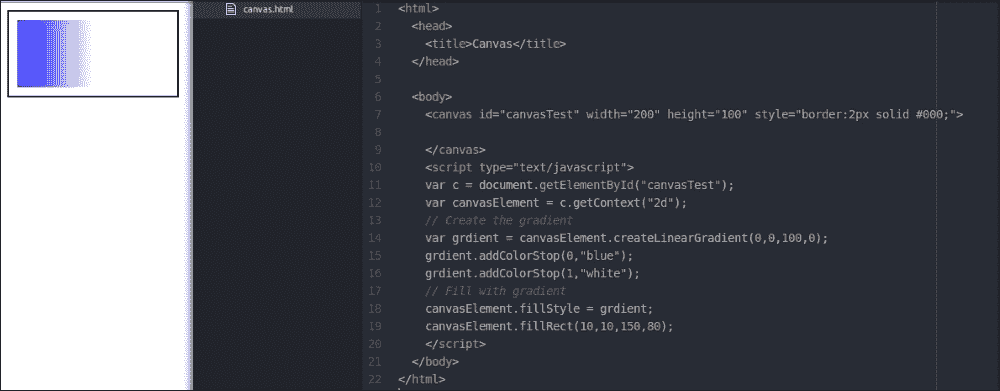 canvas.html
1 <html>
2 <head>
3 <title>Canvas</title>
4 </head>
5
6 <body>
7 <canvas id="canvasTest" width="200" height="100" style="border:2px solid #000;">
8
9 </canvas>
10 <script type="text/javascript">
11 var c = document.getElementById("canvasTest");
12 var canvasElement = c.getContext("2d");
13 // Create the gradient
14 var grdient = canvasElement.createLinearGradient(0,0,100,0);
15 grdient.addColorStop(0,"blue");
16 grdient.addColorStop(1,"white");
17 // Fill with gradient
18 canvasElement.fillStyle = grdient;
19 canvasElement.fillRect(10,10,150,80);
20 </script>
21 </body>
22 </html>